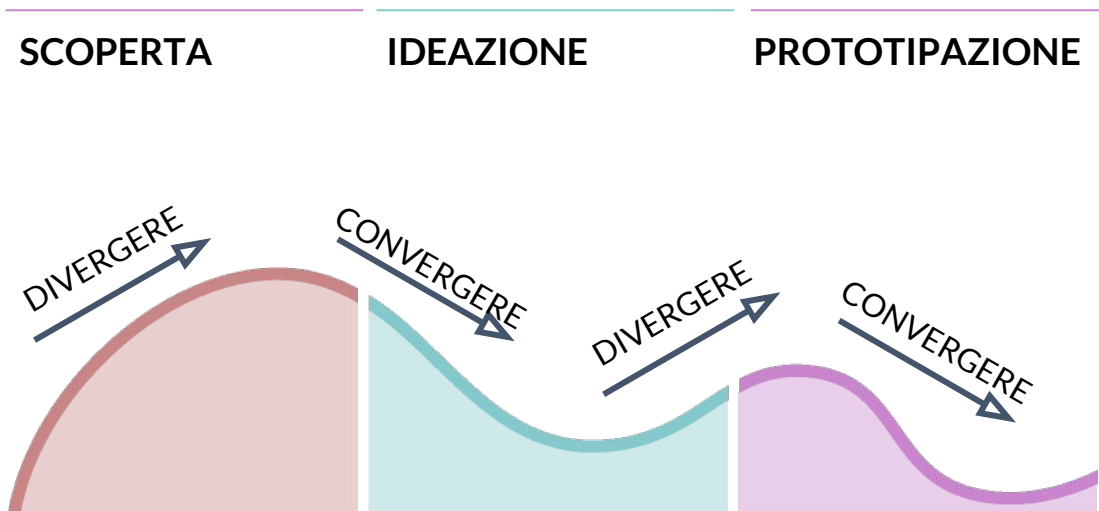 SCOPERTA
IDEAZIONE
PROTOTIPAZIONE
DIVERGERE
CONVERGERE
DIVERGERE
CONVERGERE